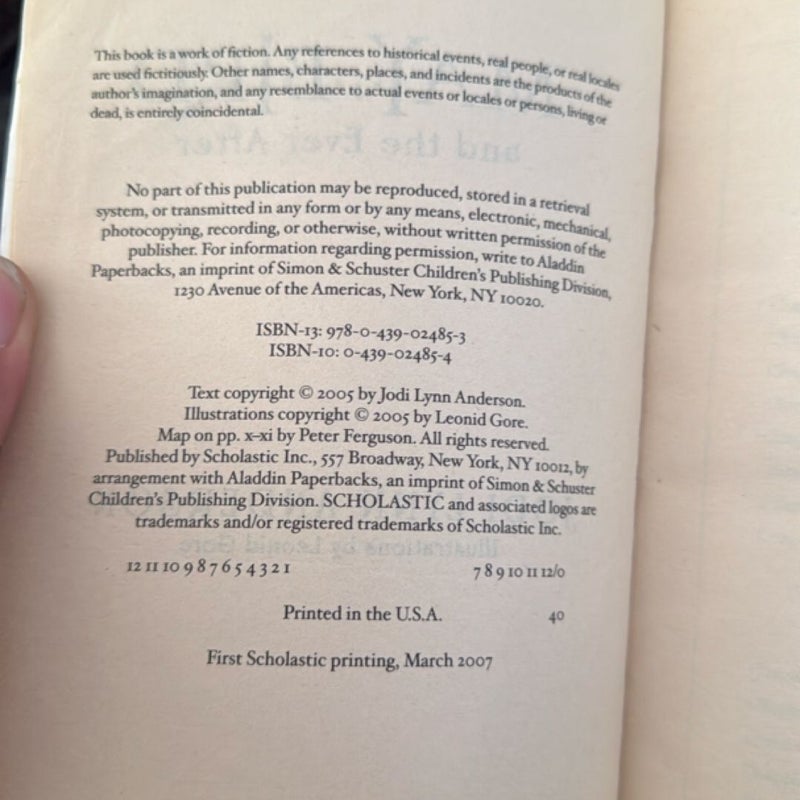 This book is a work of fiction. Any references to historical events, real people, or real locales
are used fictitiously. Other names, characters, places, and incidents are the products of the
author's imagination, and any resemblance to actual events or locales or persons, living or
dead, is entirely coincidental.
and the Ever After
No part of this publication may be reproduced, stored in a retrieval
system, or transmitted in any form or by any means, electronic, mechanical,
photocopying, recording, or otherwise, without written permission of the
publisher. For information regarding permission, write to Aladdin
Paperbacks, an imprint of Simon & Schuster Children's Publishing Division,
1230 Avenue of the Americas, New York, NY 10020.
ISBN-13: 978-0-439-02485-3
ISBN-10: 0-439-02485-4
Text copyright © 2005 by Jodi Lynn Anderson.
Illustrations copyright © 2005 by Leonid Gore.
Map on pp. x–xi by Peter Ferguson. All rights reserved.
Published by Scholastic Inc., 557 Broadway, New York, NY 10012, by
arrangement with Aladdin Paperbacks, an imprint of Simon & Schuster
Children's Publishing Division. SCHOLASTIC and associated logos are
trademarks and/or registered trademarks of Scholastic Inc.
illustrations by Leonid Gore
12 11 10 9 8 7 6 5 4 3 2 1 7 8 9 10 11 12/0
Printed in the U.S.A. 40
First Scholastic printing, March 2007